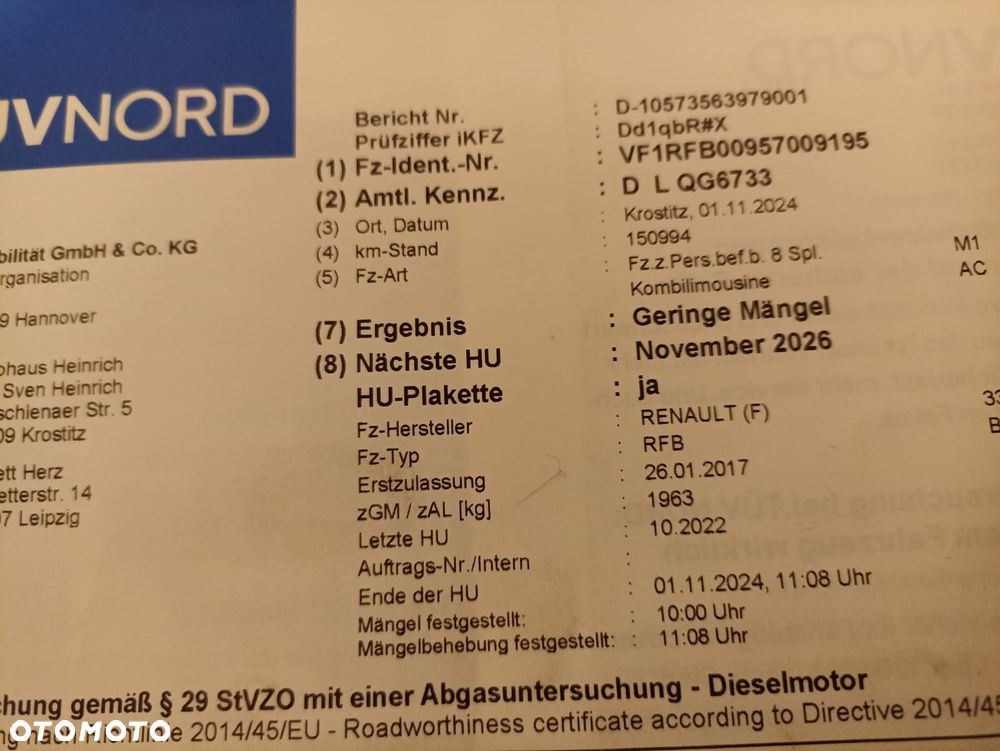 UVNORD
Bericht Nr. : D-10573563979001
Prüfziffer iKFZ : Dd1qbR#X
(1) Fz-Ident.-Nr. : VF1RFB00957009195
(2) Amtl. Kennz. : D L QG6733
(3) Ort, Datum : Krostitz, 01.11.2024
(4) km-Stand : 150994
(5) Fz-Art : Fz.z.Pers.bef.b. 8 Spl. M1
Kombilimousine AC
(7) Ergebnis : Geringe Mängel
(8) Nächste HU : November 2026
HU-Plakette : ja
Fz-Hersteller : RENAULT (F) 33
Fz-Typ : RFB B
Erstzulassung : 26.01.2017
zGM / zAL [kg] : 1963
Letzte HU : 10.2022
Auftrags-Nr./Intern :
Ende der HU : 01.11.2024, 11:08 Uhr
Mängel festgestellt: : 10:00 Uhr
Mängelbehebung festgestellt: : 11:08 Uhr
bilität GmbH & Co. KG
rganisation
9 Hannover
ohaus Heinrich
Sven Heinrich
schienaer Str. 5
09 Krostitz
ett Herz
etterstr. 14
07 Leipzig
chung gemäß § 29 StVZO mit einer Abgasuntersuchung - Dieselmotor
ng nach Richtlinie 2014/45/EU - Roadworthiness certificate according to Directive 2014/45
OTOMOTO